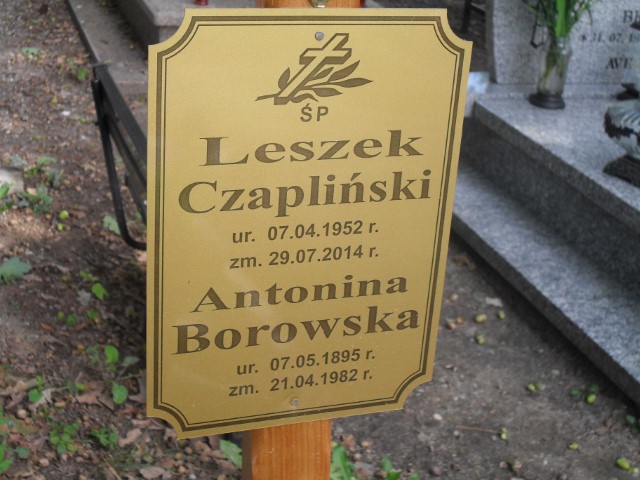 ŚP
Leszek
Czapliński
ur. 07.04.1952 r.
zm. 29.07.2014 r.
Antonina
Borowska
ur. 07.05.1895 r.
zm. 21.04.1982 r.
AVE